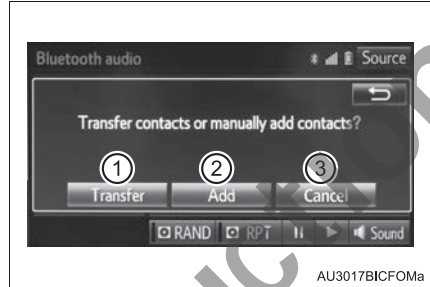 Bluetooth audio Source
Transfer contacts or manually add contacts?
1 2 3
Transfer Add Cancel
RAND RPT Sound
AU3017BICFOMa